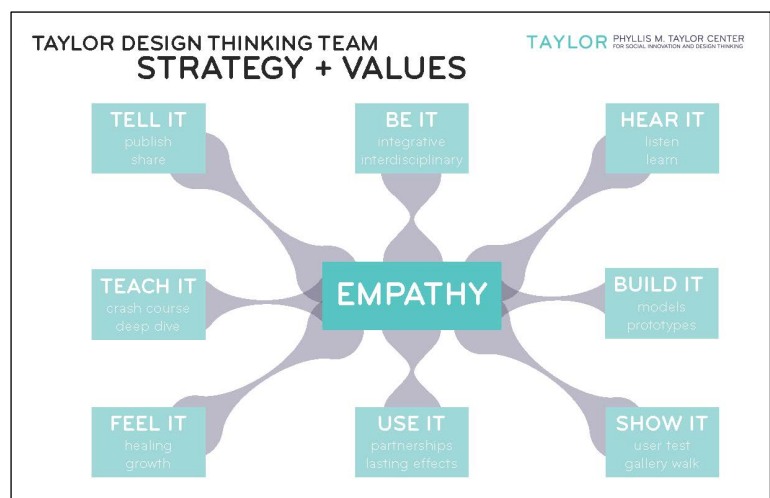 TAYLOR DESIGN THINKING TEAM
STRATEGY + VALUES
TAYLOR
PHYLLIS M. TAYLOR CENTER
FOR SOCIAL INNOVATION AND DESIGN THINKING
TELL IT
publish
share
BE IT
integrative
interdisciplinary
HEAR IT
listen
learn
TEACH IT
crash course
deep dive
EMPATHY
BUILD IT
models
prototypes
FEEL IT
healing
growth
USE IT
partnerships
lasting effects
SHOW IT
user test
gallery walk